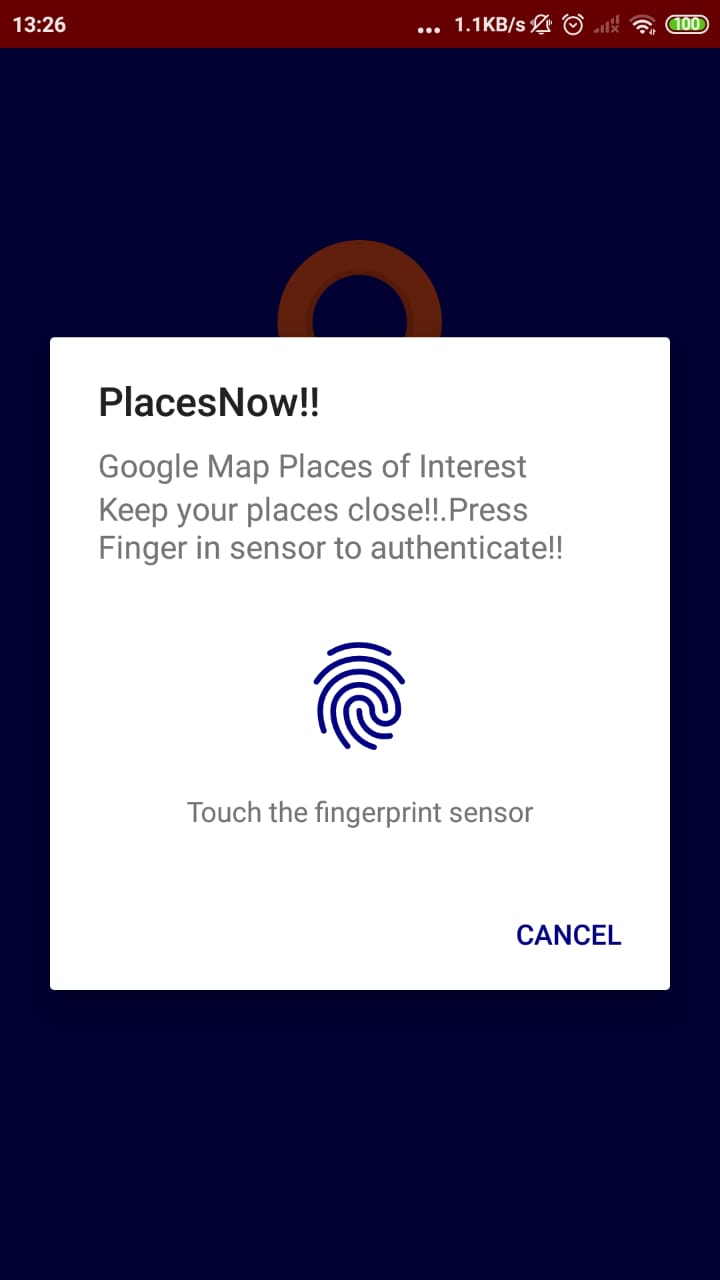 13:26 ... 1.1KB/s 100
PlacesNow!!
Google Map Places of Interest
Keep your places close!!.Press
Finger in sensor to authenticate!!
Touch the fingerprint sensor
CANCEL